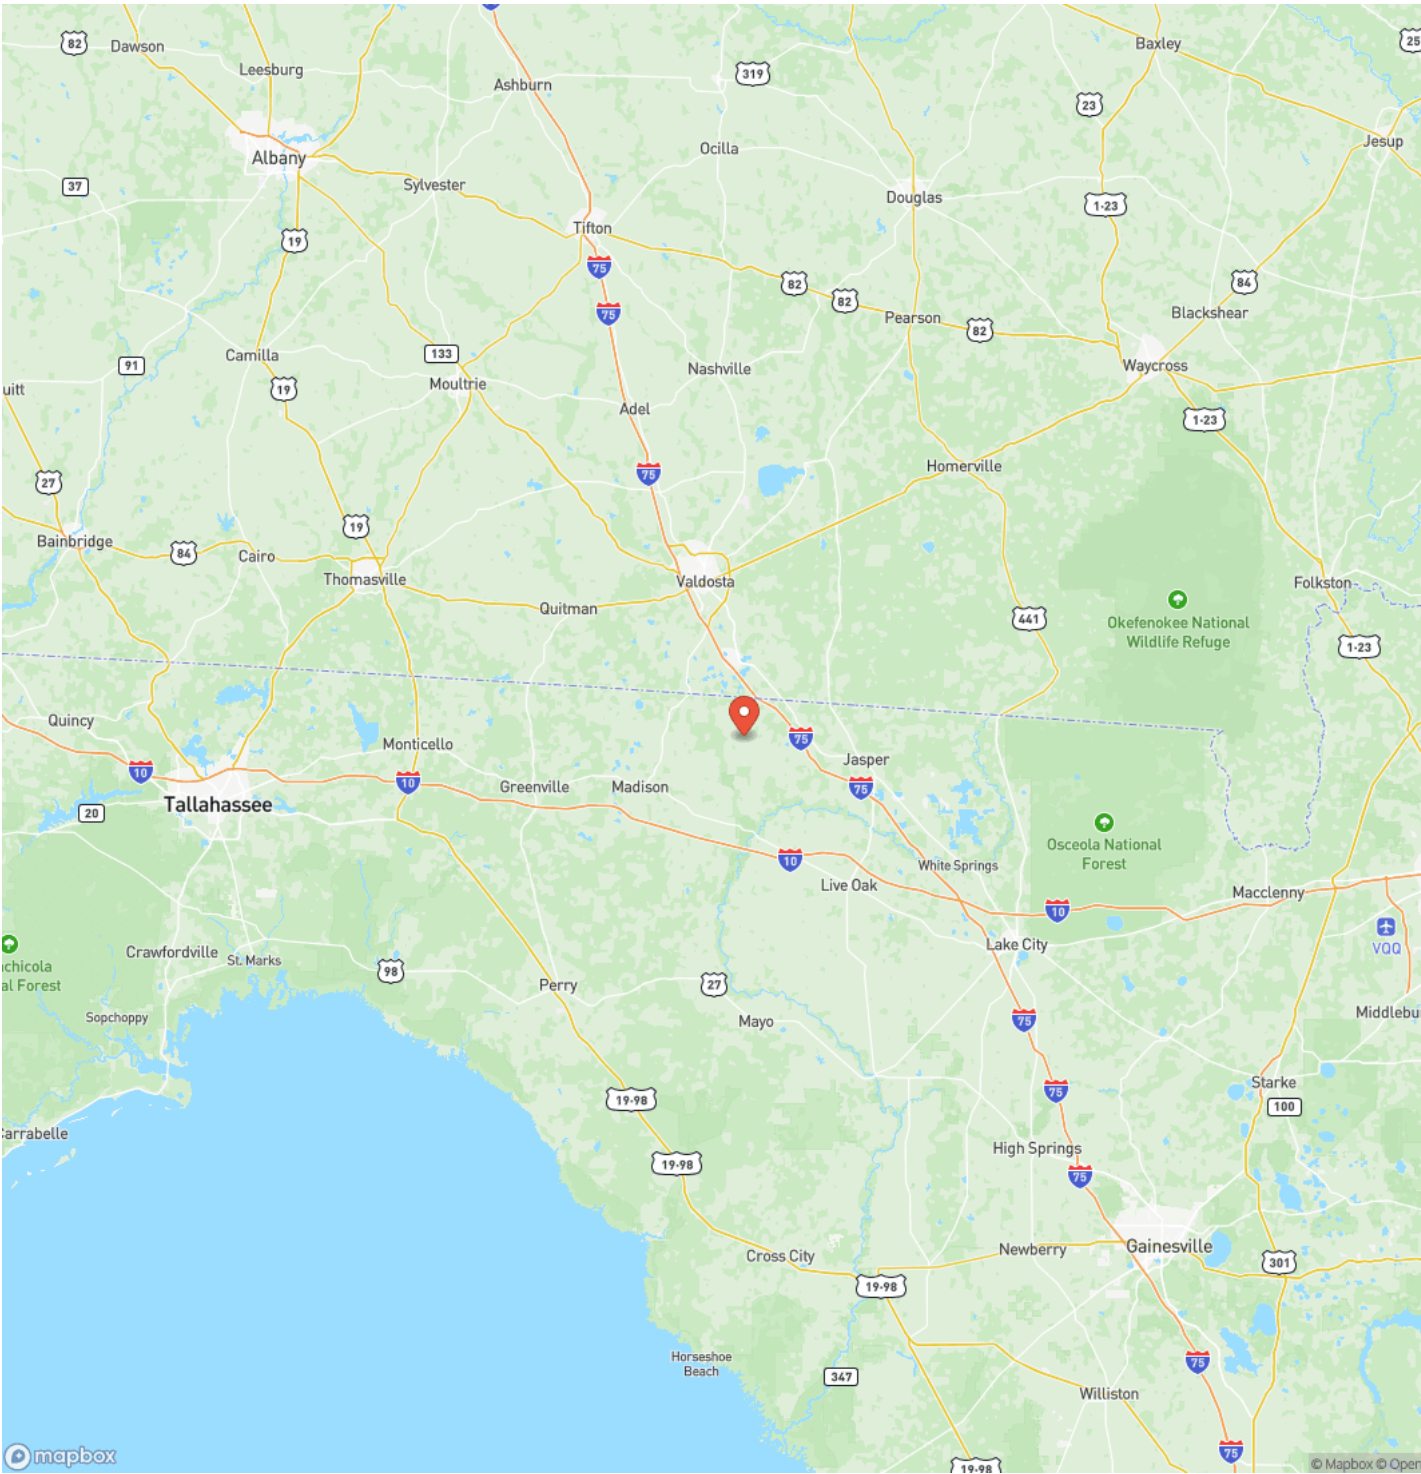 82
Dawson
Leesburg
Ashburn
319
Baxley
25
23
Albany
Ocilla
Jesup
37
Sylvester
Douglas
1-23
19
Tifton
75
82
84
75
82
Pearson
82
Blackshear
91
Camilla
133
Moultrie
Nashville
Waycross
uitt
19
Adel
1-23
27
75
Homerville
19
Bainbridge
84
Cairo
Thomasville
Valdosta
Folkston
Quitman
441
Okefenokee National
Wildlife Refuge
1-23
Quincy
Monticello
75
Jasper
10
10
Greenville
Madison
75
Tallahassee
20
Osceola National
Forest
10
White Springs
Live Oak
Macclenny
10
VQQ
Crawfordville
St. Marks
Lake City
achicola
al Forest
98
Perry
27
Sopchoppy
Mayo
75
Middlebu
19-98
75
Starke
100
Carrabelle
19-98
High Springs
75
Cross City
Newberry
Gainesville
301
19-98
Horseshoe
Beach
347
75
Williston
75
19-98
mapbox
© Mapbox © Open